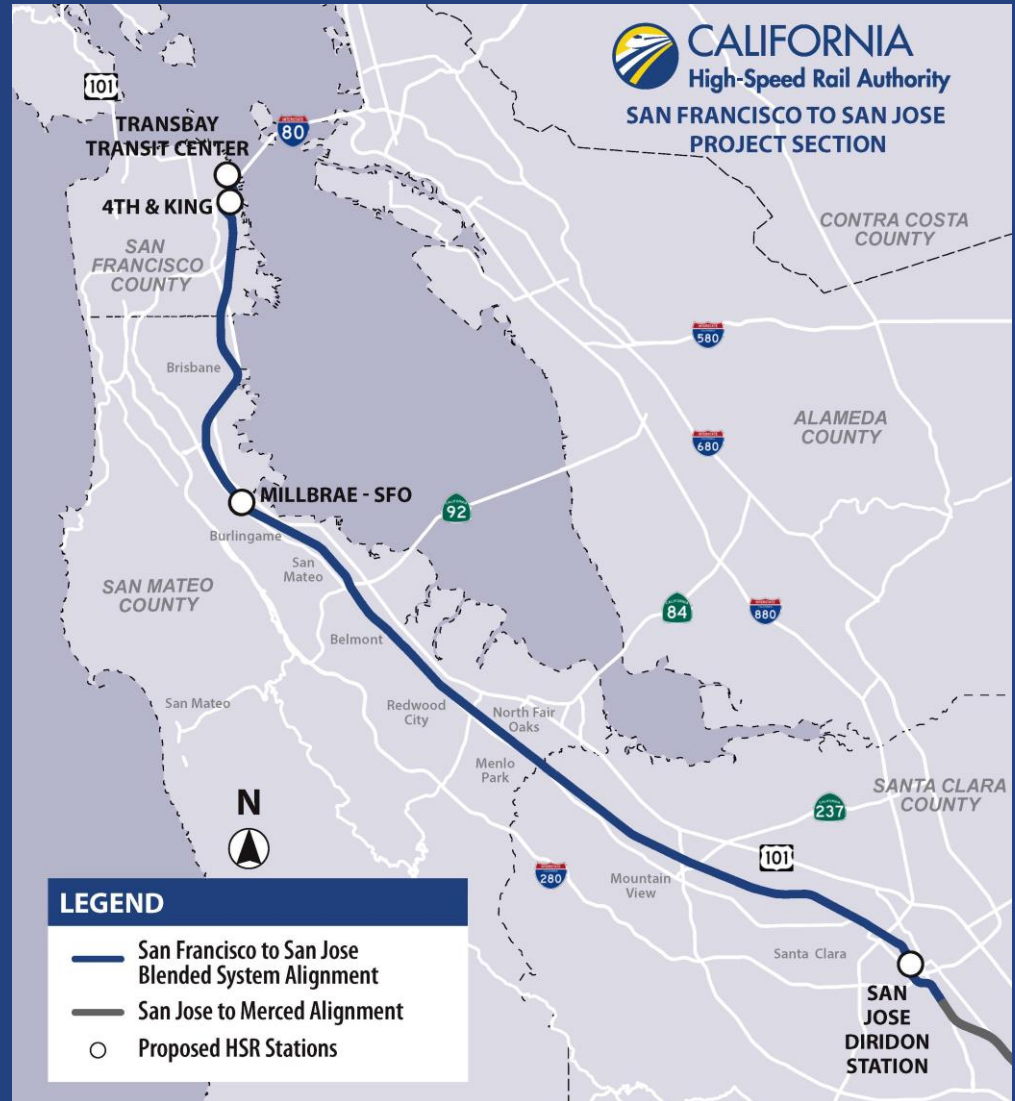 CALIFORNIA
High-Speed Rail Authority
SAN FRANCISCO TO SAN JOSE
PROJECT SECTION
101
TRANSBAY
TRANSIT CENTER
80
4TH & KING
SAN
FRANCISCO
COUNTY
CONTRA COSTA
COUNTY
580
Brisbane
ALAMEDA
COUNTY
680
MILLBRAE - SFO
92
Burlingame
San
Mateo
SAN MATEO
COUNTY
84
880
Belmont
San Mateo
Redwood
City
North Fair
Oaks
Menlo
Park
SANTA CLARA
COUNTY
237
N
101
280
Mountain
View
Santa Clara
SAN
JOSE
DIRIDON
STATION
LEGEND
San Francisco to San Jose
Blended System Alignment
San Jose to Merced Alignment
Proposed HSR Stations